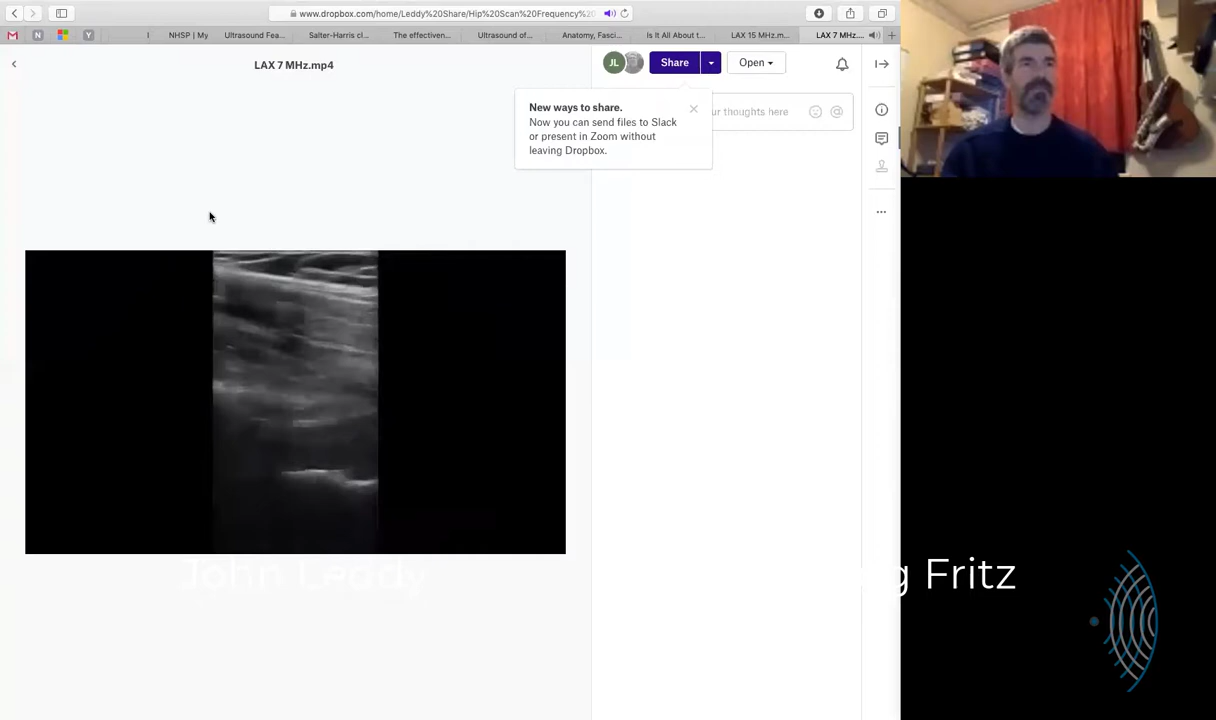 www.dropbox.com/home/Leddy%20Share/Hip%20Scan%20Frequency%2
N
Y
I
NHSP | My
Ultrasound Fea...
Salter-Harris cl...
The effectiven...
Ultrasound of...
Anatomy, Fasci...
Is It All About t...
LAX 15 MHz.m...
LAX 7 MHz....
LAX 7 MHz.mp4
JL
Share
Open
New ways to share.
Now you can send files to Slack
or present in Zoom without
leaving Dropbox.
ur thoughts here
John Leddy
g Fritz